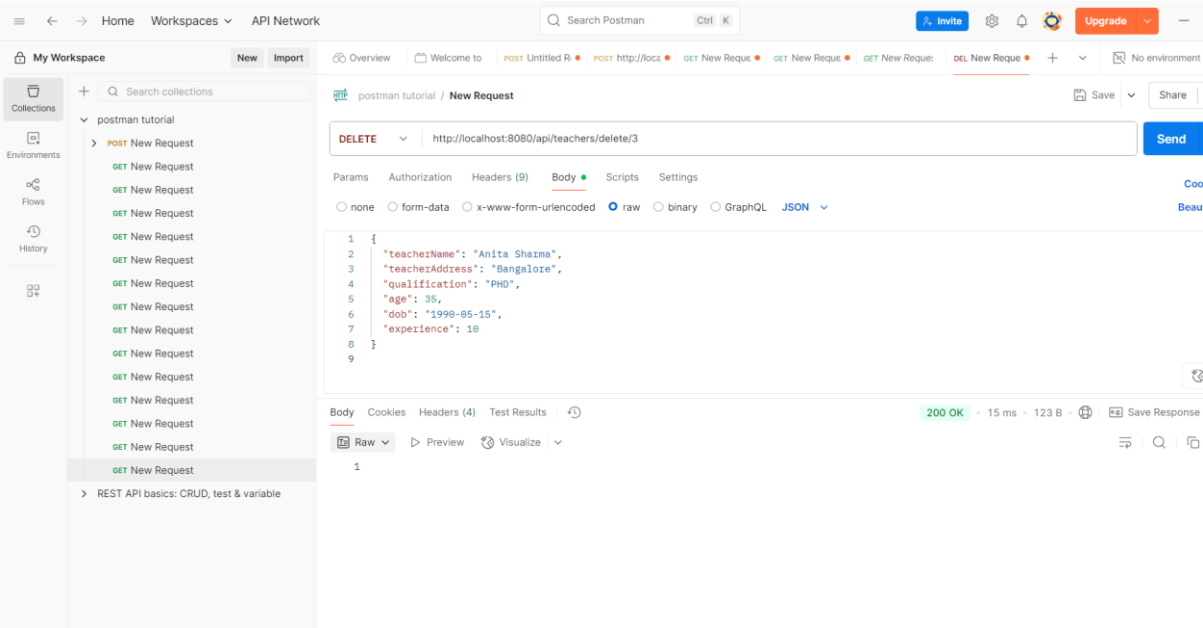 Home Workspaces API Network Search Postman Ctrl K Invite Upgrade
My Workspace New Import Overview Welcome to POST Untitled R POST http://loca GET New Reque GET New Reque GET New Reque DEL New Reque No environment
Collections
Environments
Flows
History
Search collections
postman tutorial
POST New Request
GET New Request
GET New Request
GET New Request
GET New Request
GET New Request
GET New Request
GET New Request
GET New Request
GET New Request
GET New Request
GET New Request
GET New Request
GET New Request
GET New Request
REST API basics: CRUD, test & variable
HTTP postman tutorial / New Request Save Share
DELETE http://localhost:8080/api/teachers/delete/3 Send
Params Authorization Headers (9) Body Scripts Settings Coo
none form-data x-www-form-urlencoded raw binary GraphQL JSON Beau
1 {
2 "teacherName": "Anita Sharma",
3 "teacherAddress": "Bangalore",
4 "qualification": "PHD",
5 "age": 35,
6 "dob": "1990-05-15",
7 "experience": 10
8 }
9
Body Cookies Headers (4) Test Results 200 OK 15 ms 123 B Save Response
Raw Preview Visualize
1